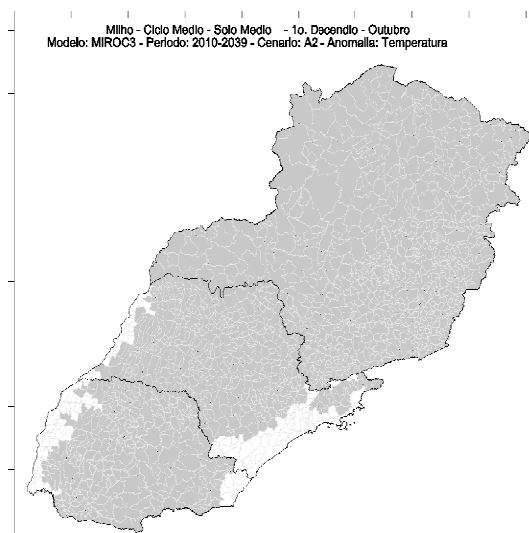 Milho - Ciclo Medio - Solo Medio - 1o. Decendio - Outubro
Modelo: MIROC3 - Periodo: 2010-2039 - Cenario: A2 - Anomalia: Temperatura